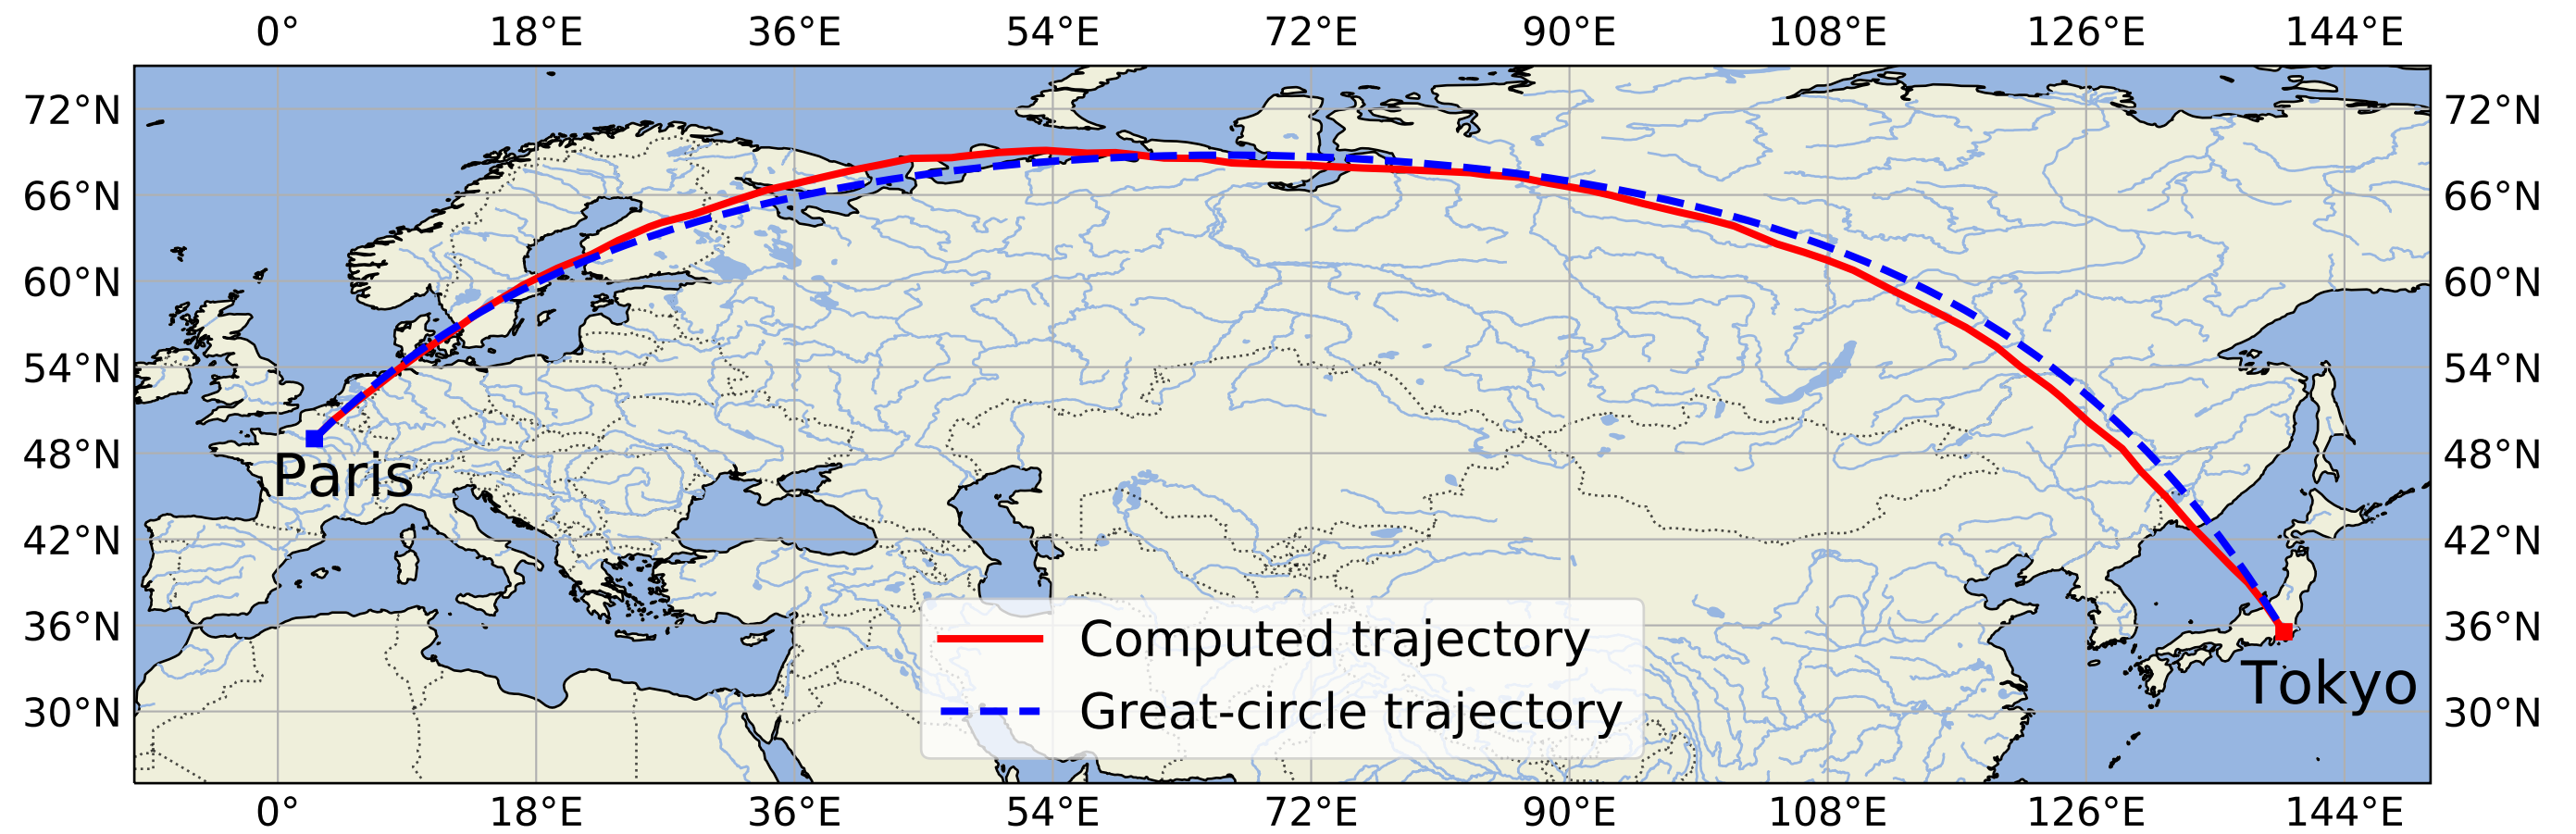 0° 18°E 36°E 54°E 72°E 90°E 108°E 126°E 144°E
72°N 72°N
66°N 66°N
60°N 60°N
54°N 54°N
48°N 48°N
Paris
42°N 42°N
36°N 36°N
Computed trajectory
Tokyo
30°N 30°N
Great-circle trajectory
0° 18°E 36°E 54°E 72°E 90°E 108°E 126°E 144°E